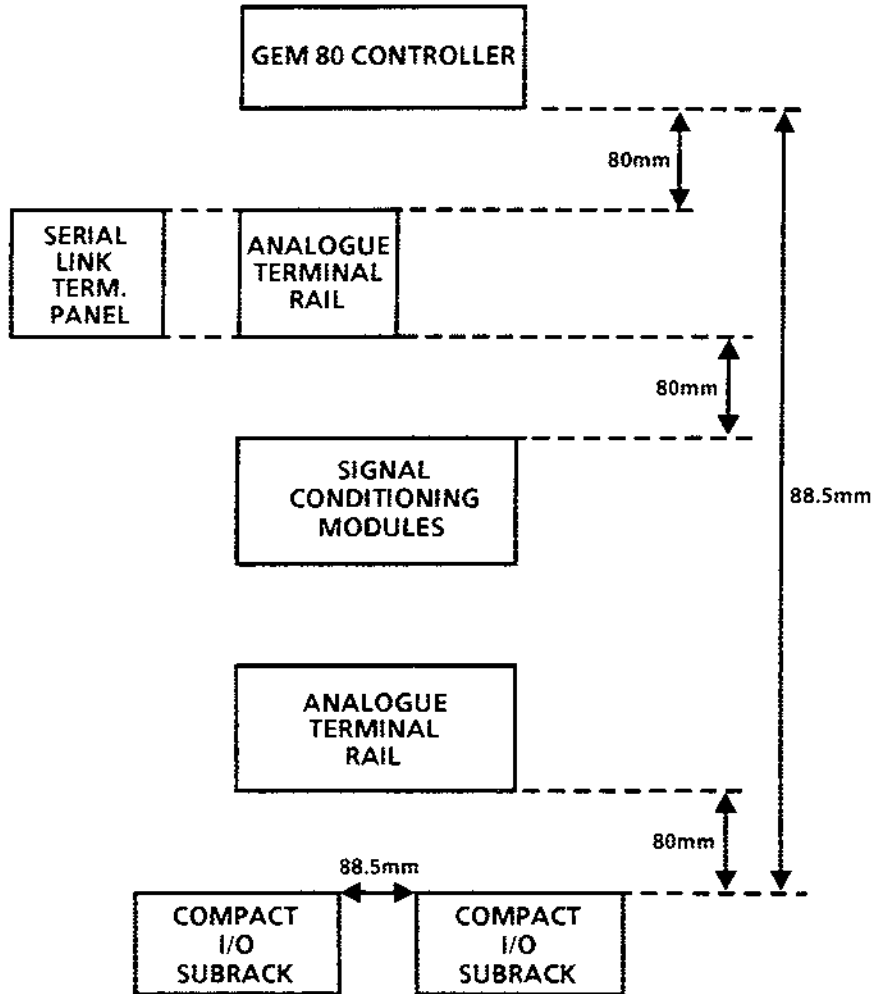 GEM 80 CONTROLLER
80mm
SERIAL
LINK
TERM.
PANEL
ANALOGUE
TERMINAL
RAIL
80mm
SIGNAL
CONDITIONING
MODULES
88.5mm
ANALOGUE
TERMINAL
RAIL
80mm
88.5mm
COMPACT
I/O
SUBRACK
COMPACT
I/O
SUBRACK